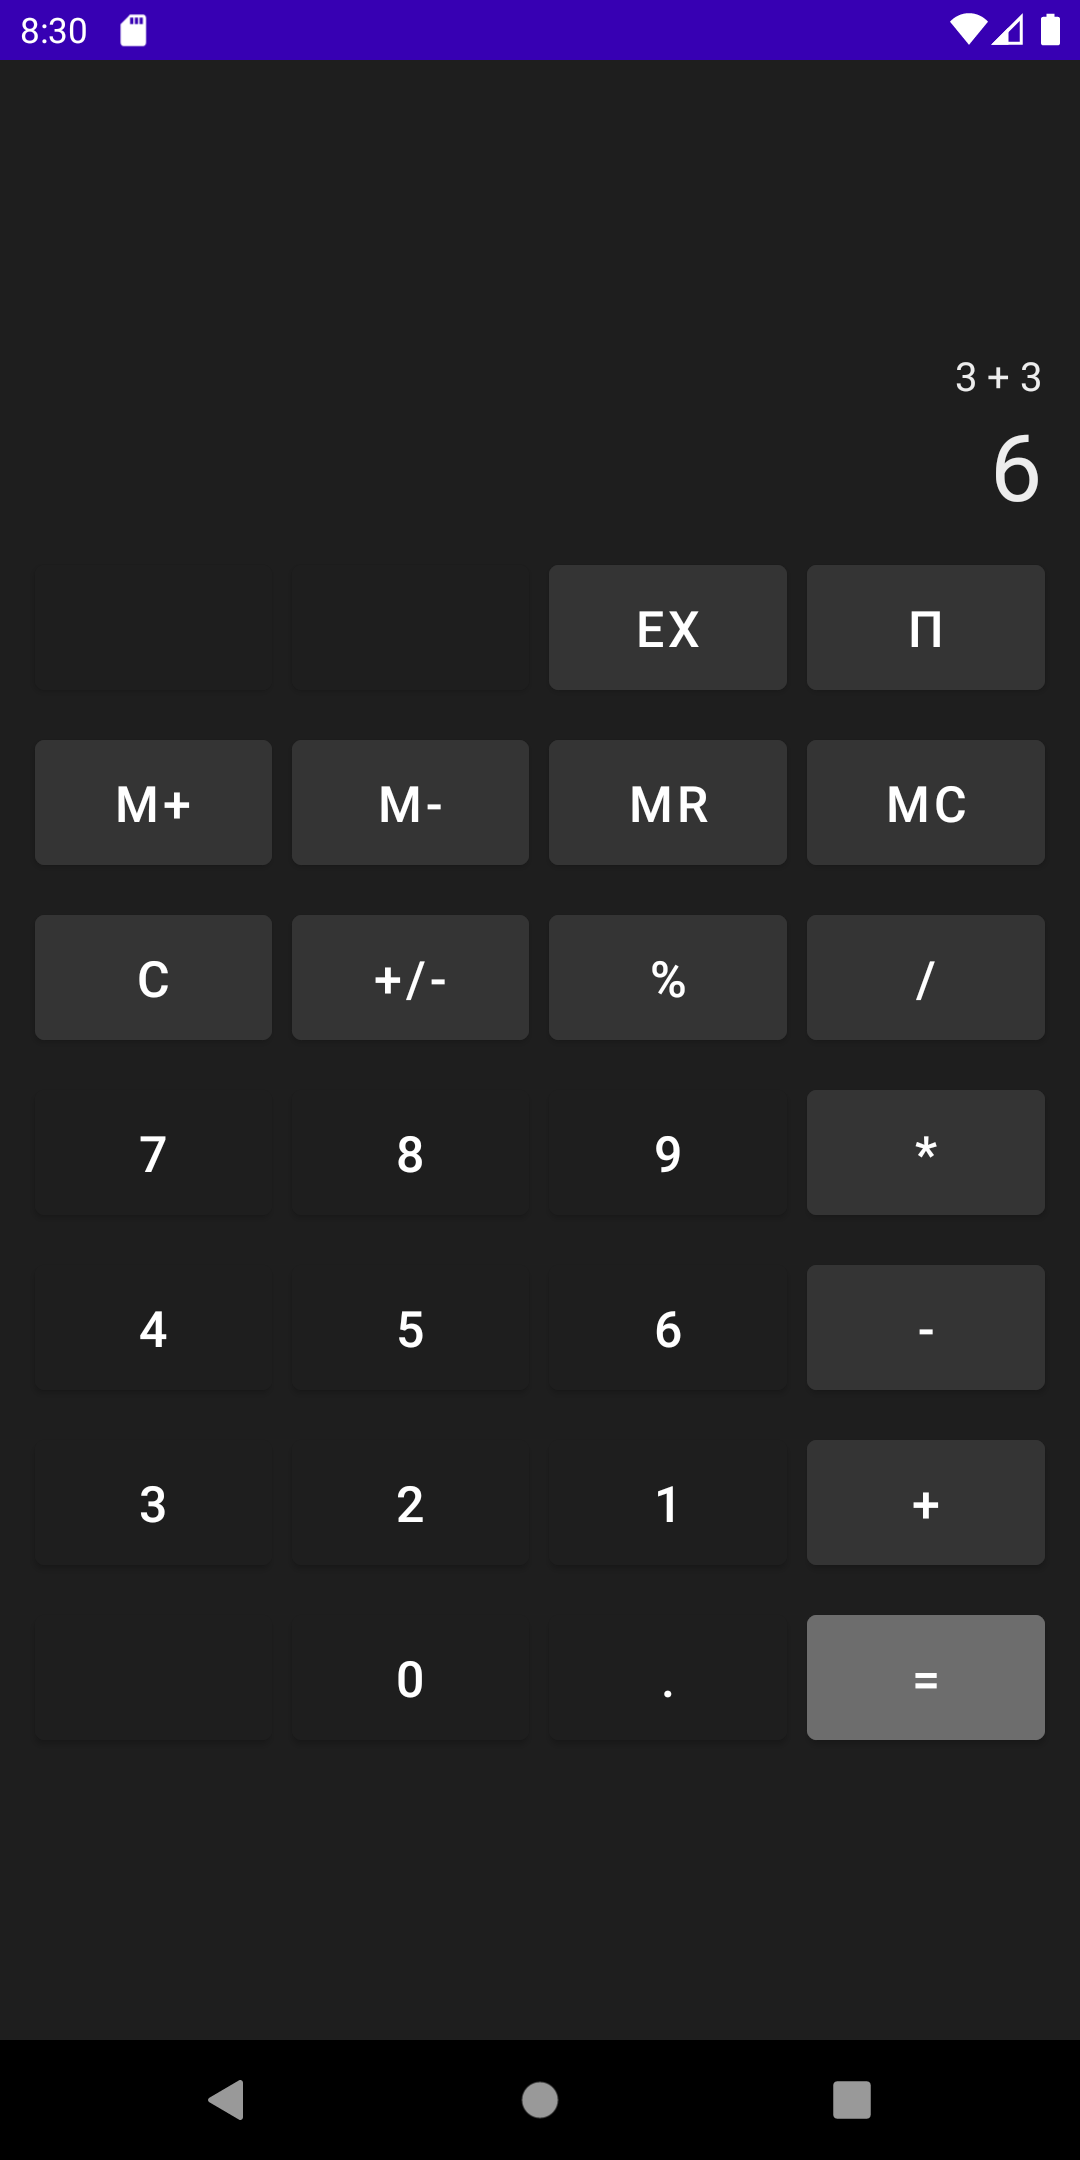 8:30
3 + 3
6
EX П
M+ M- MR MC
C +/- % /
7 8 9 *
4 5 6 -
3 2 1 +
0 . =